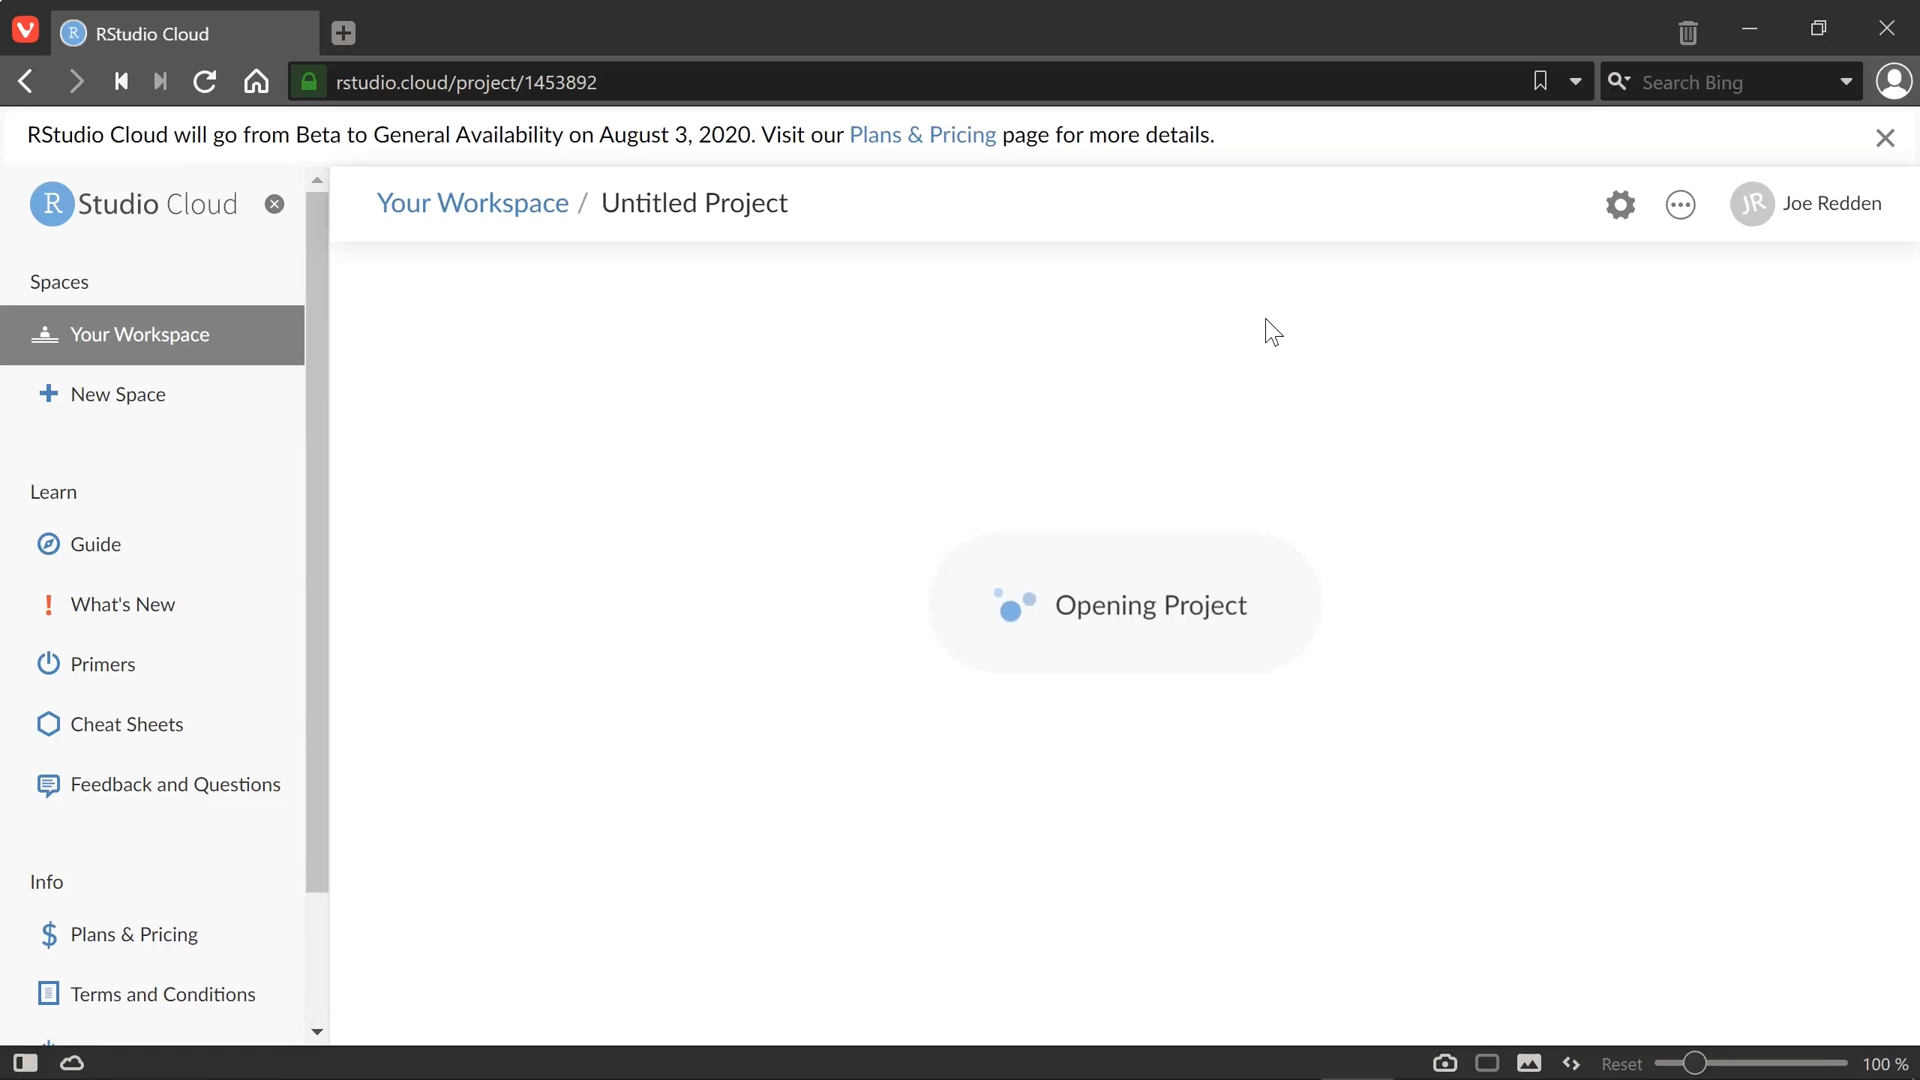 RStudio Cloud
rstudio.cloud/project/1453892
Search Bing
RStudio Cloud will go from Beta to General Availability on August 3, 2020. Visit our Plans & Pricing page for more details.
R Studio Cloud
Your Workspace / Untitled Project
JR Joe Redden
Spaces
Your Workspace
New Space
Learn
Guide
What's New
Primers
Cheat Sheets
Feedback and Questions
Opening Project
Info
Plans & Pricing
Terms and Conditions
Reset
100 %